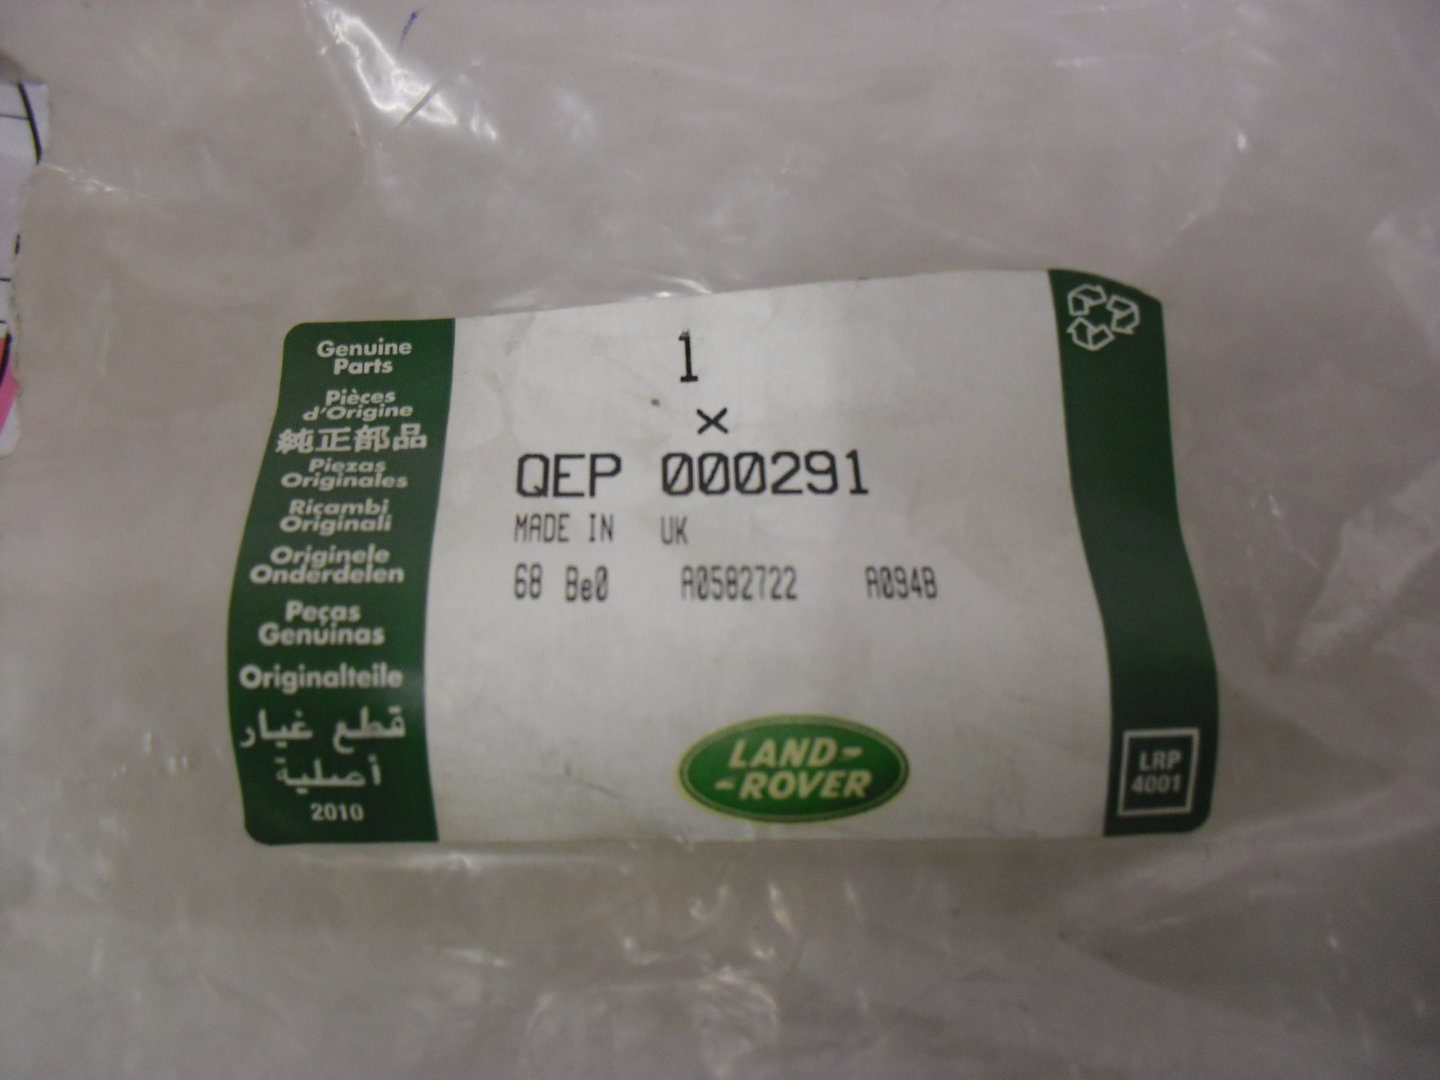 Genuine
Parts
Pièces
d'Origine
純正部品
Piezas
Originales
Ricambi
Originali
Originele
Onderdelen
Peças
Genuinas
Originalteile
قطع غيار
أصلية
2010
1
×
QEP 000291
MADE IN UK
68 Be0 A0582722 A094B
LAND-
-ROVER
LRP
4001